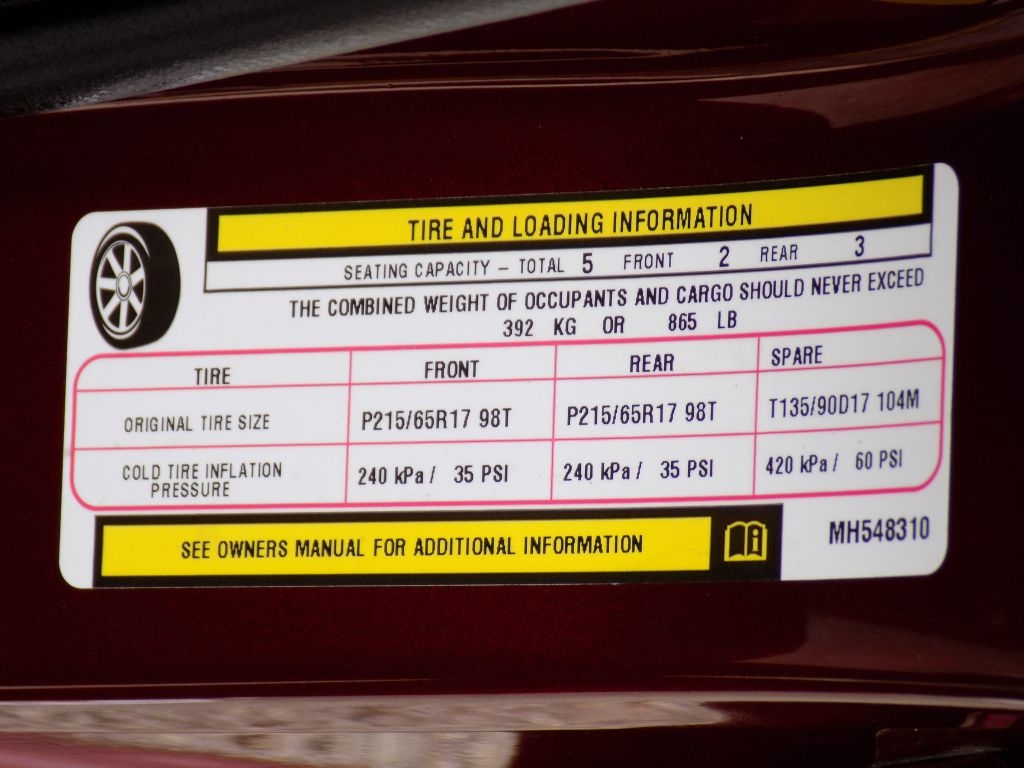 TIRE AND LOADING INFORMATION
SEATING CAPACITY – TOTAL 5 FRONT 2 REAR 3
THE COMBINED WEIGHT OF OCCUPANTS AND CARGO SHOULD NEVER EXCEED
392 KG OR 865 LB
TIRE FRONT REAR SPARE
ORIGINAL TIRE SIZE P215/65R17 98T P215/65R17 98T T135/90D17 104M
COLD TIRE INFLATION
PRESSURE 240 kPa / 35 PSI 240 kPa / 35 PSI 420 kPa / 60 PSI
SEE OWNERS MANUAL FOR ADDITIONAL INFORMATION
MH548310